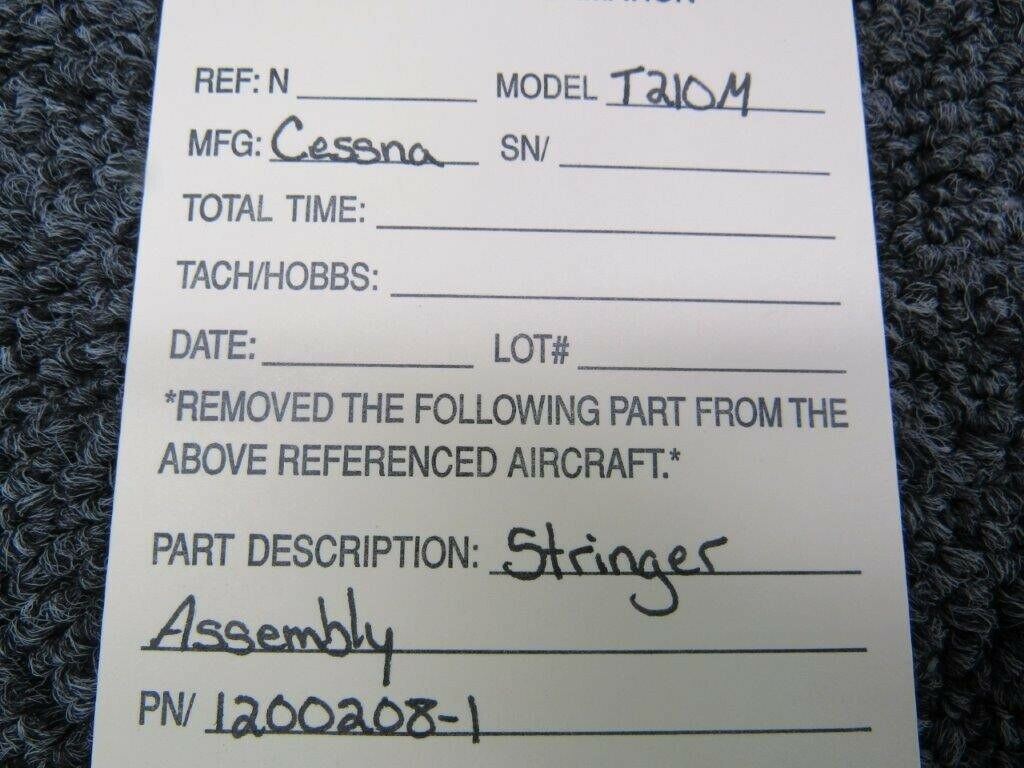 REF: N MODEL T210M
MFG: Cessna SN/
TOTAL TIME:
TACH/HOBBS:
DATE: LOT#
*REMOVED THE FOLLOWING PART FROM THE
ABOVE REFERENCED AIRCRAFT.*
PART DESCRIPTION: Stringer
Assembly
PN/ 1200208-1